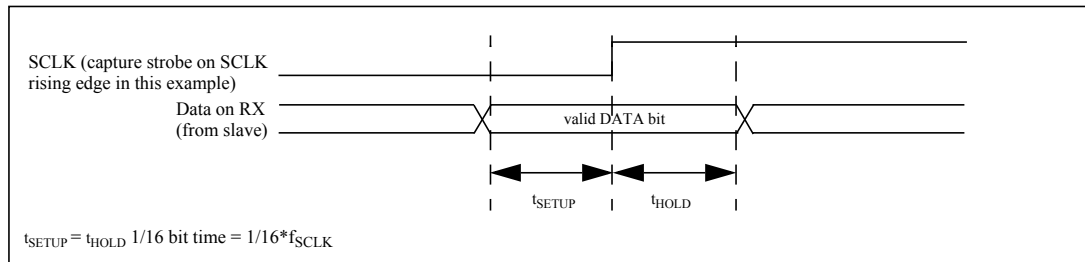 SCLK (capture strobe on SCLK
rising edge in this example)
Data on RX
(from slave)
valid DATA bit
tSETUP
tHOLD
tSETUP = tHOLD 1/16 bit time = 1/16*fSCLK